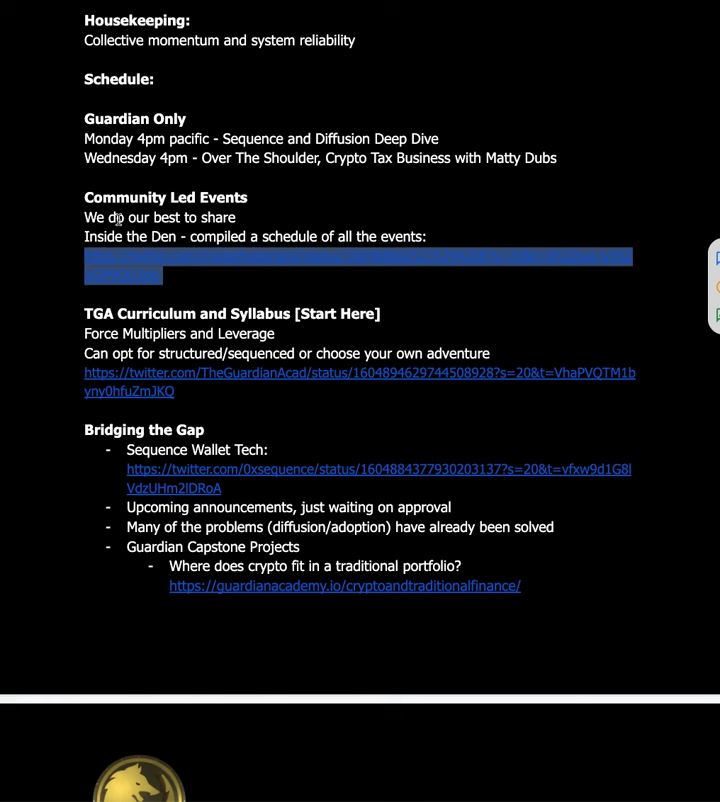 Housekeeping:
Collective momentum and system reliability
Schedule:
Guardian Only
Monday 4pm pacific - Sequence and Diffusion Deep Dive
Wednesday 4pm - Over The Shoulder, Crypto Tax Business with Matty Dubs
Community Led Events
We do our best to share
Inside the Den - compiled a schedule of all the events:
TGA Curriculum and Syllabus [Start Here]
Force Multipliers and Leverage
Can opt for structured/sequenced or choose your own adventure
https://twitter.com/TheGuardianAcad/status/1604894629744508928?s=20&t=VhaPVQTM1b
yny0hfuZmJKQ
Bridging the Gap
- Sequence Wallet Tech:
https://twitter.com/0xsequence/status/1604884377930203137?s=20&t=vfxw9d1G8l
VdzUHm2lDRoA
- Upcoming announcements, just waiting on approval
- Many of the problems (diffusion/adoption) have already been solved
- Guardian Capstone Projects
- Where does crypto fit in a traditional portfolio?
https://guardianacademy.io/cryptoandtraditionalfinance/